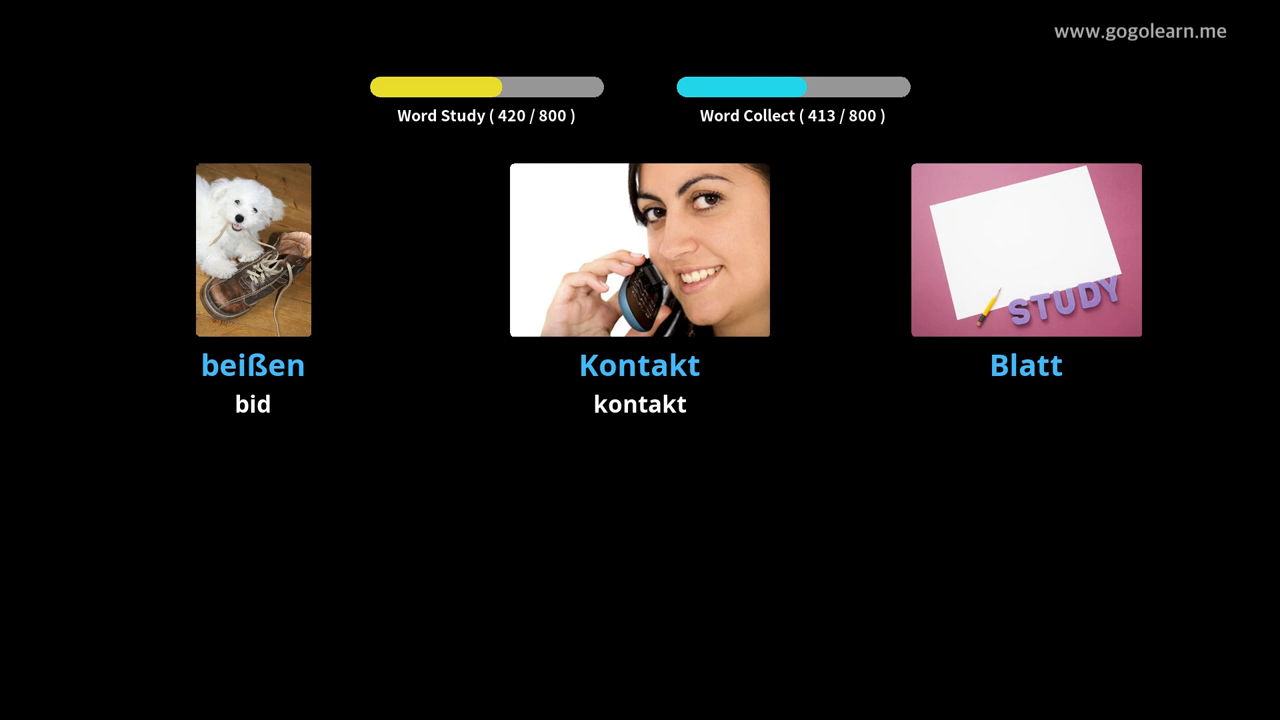 www.gogolearn.me
Word Study ( 420 / 800 )
Word Collect ( 413 / 800 )
STUDY
beißen
Kontakt
Blatt
bid
kontakt